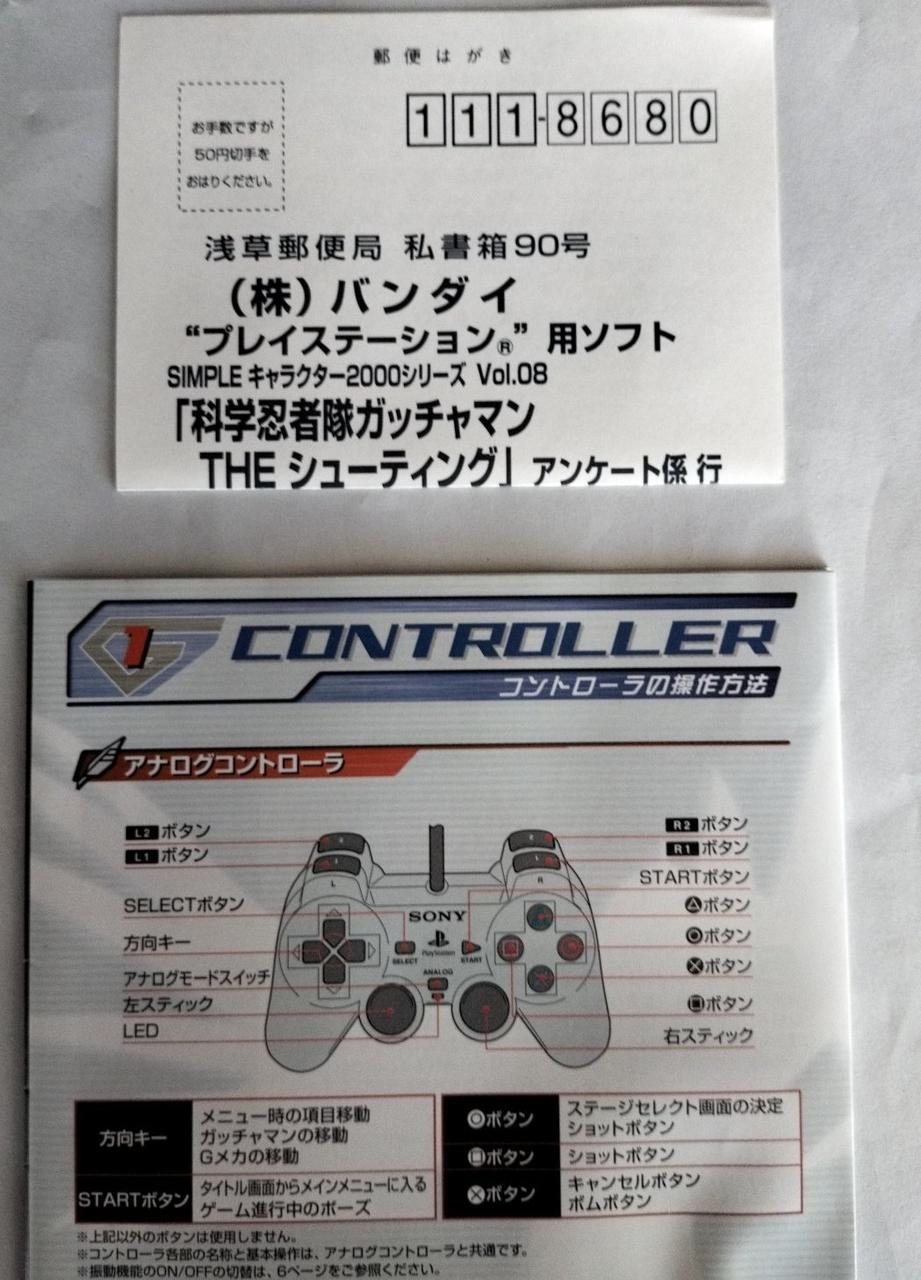 郵便はがき
お手数ですが
50円切手を
おはりください。
111-8680
浅草郵便局 私書箱90号
（株）バンダイ
“プレイステーション®” 用ソフト
SIMPLE キャラクター2000シリーズ Vol.08
「科学忍者隊ガッチャマン
THE シューティング」 アンケート係 行
G1 CONTROLLER
コントローラの操作方法
アナログコントローラ
L2 ボタン
L1 ボタン
SELECTボタン
方向キー
アナログモードスイッチ
左スティック
LED
L
R
SONY
PlayStation
SELECT
START
ANALOG
R2 ボタン
R1 ボタン
STARTボタン
△ボタン
○ボタン
×ボタン
□ボタン
右スティック
方向キー
メニュー時の項目移動
ガッチャマンの移動
Gメカの移動
STARTボタン
タイトル画面からメインメニューに入る
ゲーム進行中のポーズ
○ボタン
ステージセレクト画面の決定
ショットボタン
□ボタン
ショットボタン
×ボタン
キャンセルボタン
ボムボタン
※上記以外のボタンは使用しません。
※コントローラ各部の名称と基本操作は、アナログコントローラと共通です。
※振動機能のON/OFFの切替は、6ページをご参照ください。